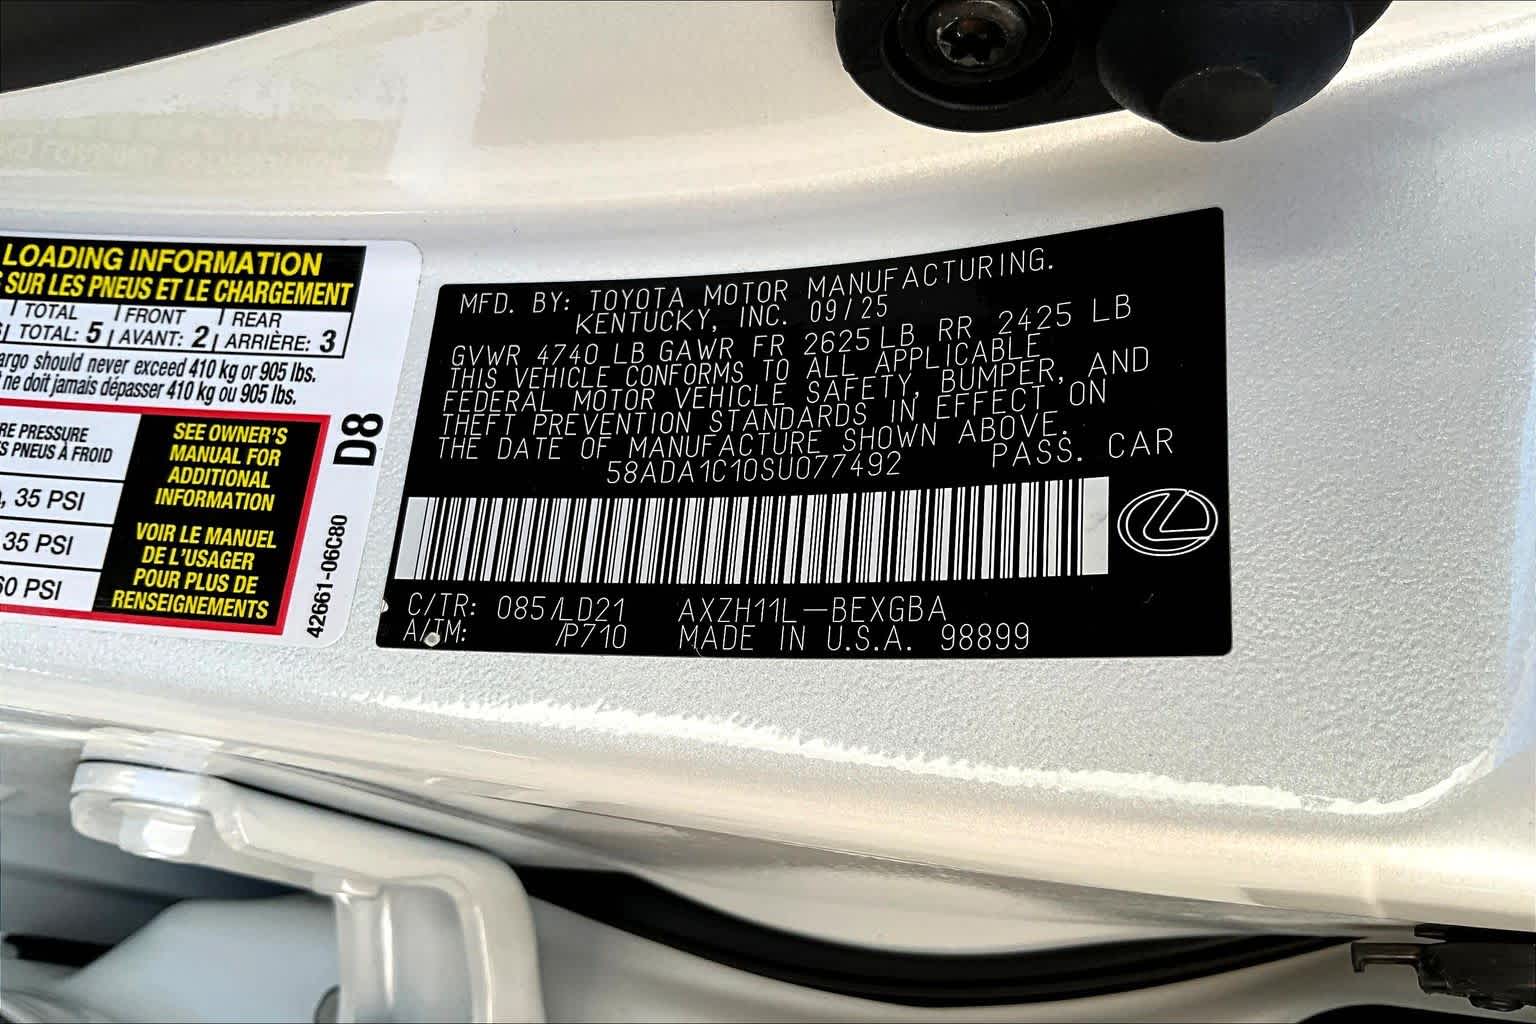 LOADING INFORMATION
SUR LES PNEUS ET LE CHARGEMENT
TOTAL FRONT REAR
TOTAL: 5 AVANT: 2 ARRIÈRE: 3
should never exceed 410 kg or 905 lbs.
ne doit jamais dépasser 410 kg ou 905 lbs.
PRESSURE
PNEUS À FROID
35 PSI
35 PSI
60 PSI
SEE OWNER'S
MANUAL FOR
ADDITIONAL
INFORMATION
VOIR LE MANUEL
DE L'USAGER
POUR PLUS DE
RENSEIGNEMENTS
D8
42661-06C80
MFD. BY: TOYOTA MOTOR MANUFACTURING.
KENTUCKY, INC. 09/25
GVWR 4740 LB GAWR FR 2625 LB RR 2425 LB
THIS VEHICLE CONFORMS TO ALL APPLICABLE
FEDERAL MOTOR VEHICLE SAFETY, BUMPER, AND
THEFT PREVENTION STANDARDS IN EFFECT ON
THE DATE OF MANUFACTURE SHOWN ABOVE.
58ADA1C10SU077492 PASS. CAR
C/TR: 085/LD21 AXZH11L-BEXGBA
A/TM: /P710 MADE IN U.S.A. 98899